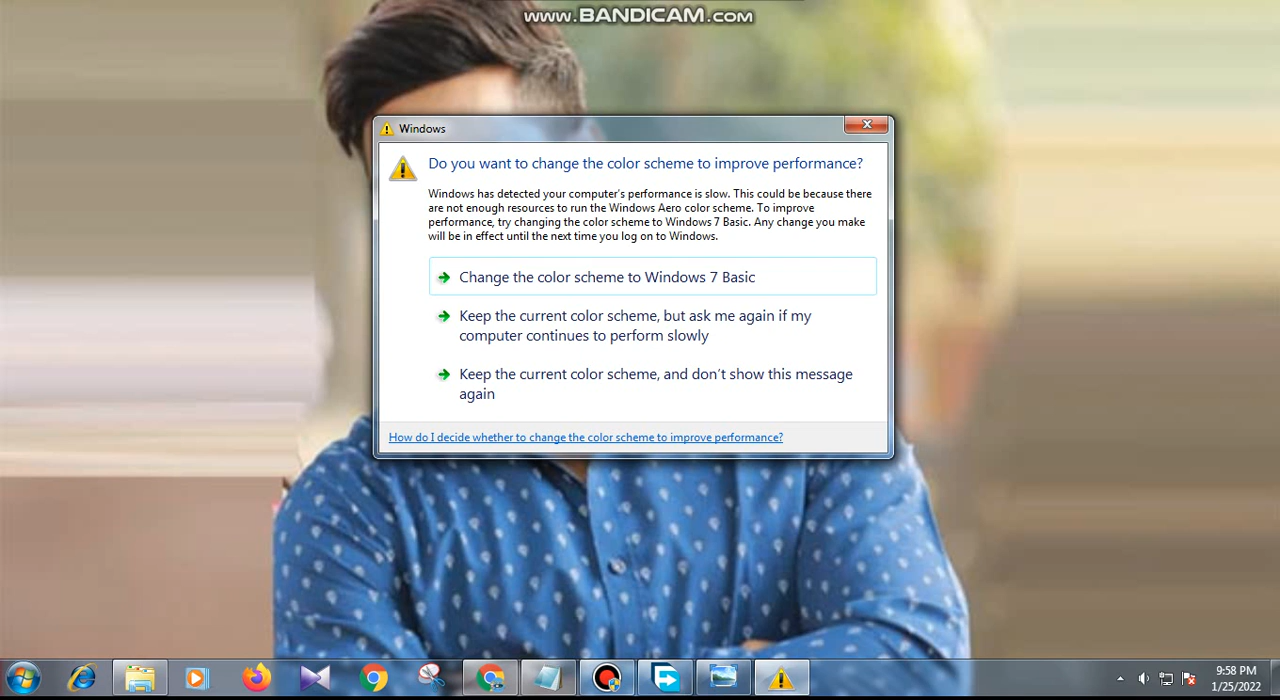 www.BANDICAM.com
Windows
Do you want to change the color scheme to improve performance?
Windows has detected your computer's performance is slow. This could be because there
are not enough resources to run the Windows Aero color scheme. To improve
performance, try changing the color scheme to Windows 7 Basic. Any change you make
will be in effect until the next time you log on to Windows.
Change the color scheme to Windows 7 Basic
Keep the current color scheme, but ask me again if my
computer continues to perform slowly
Keep the current color scheme, and don't show this message
again
How do I decide whether to change the color scheme to improve performance?
9:58 PM
1/25/2022